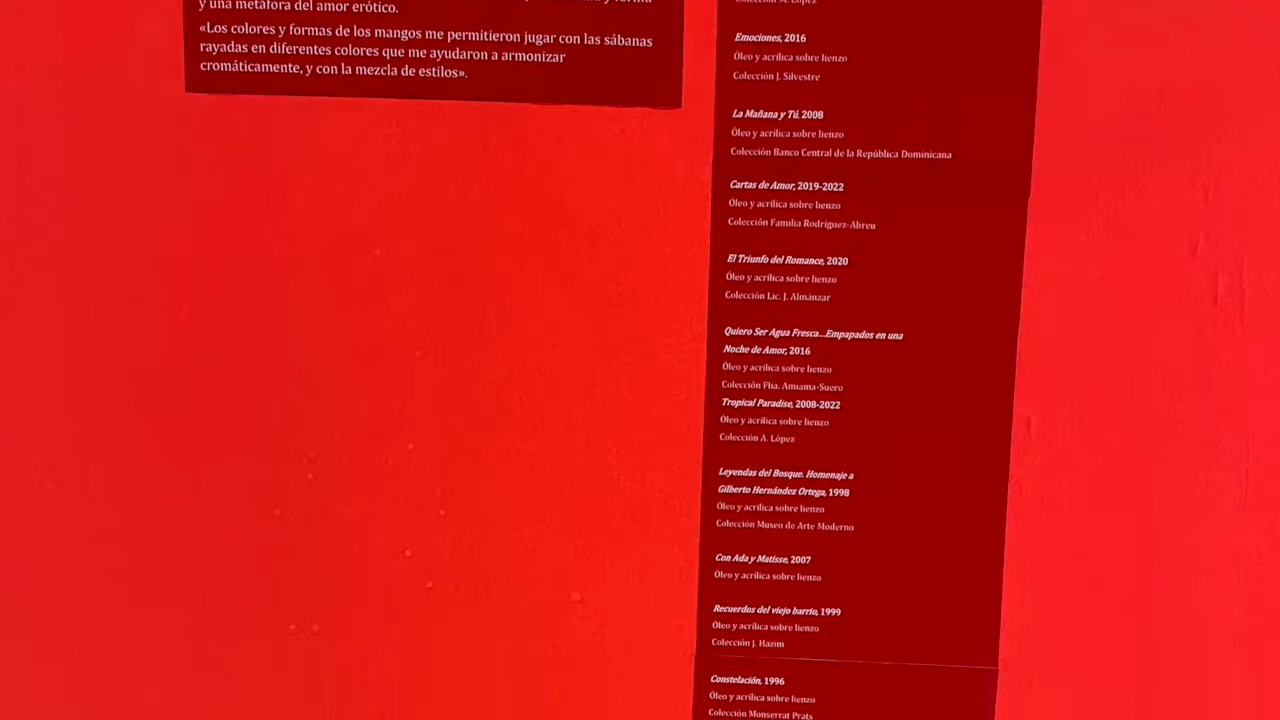 y una metáfora del amor erótico.
«Los colores y formas de los mangos me permitieron jugar con las sábanas
rayadas en diferentes colores que me ayudaron a armonizar
cromáticamente, y con la mezcla de estilos».
Colección M. López
Emociones, 2016
Óleo y acrílica sobre lienzo
Colección J. Silvestre
La Mañana y Tú. 2008
Óleo y acrílica sobre lienzo
Colección Banco Central de la República Dominicana
Cartas de Amor, 2019-2022
Óleo y acrílica sobre lienzo
Colección Familia Rodríguez-Abreu
El Triunfo del Romance, 2020
Óleo y acrílica sobre lienzo
Colección Lic. J. Almánzar
Quiero Ser Agua Fresca...Empapados en una
Noche de Amor, 2016
Óleo y acrílica sobre lienzo
Colección Flia. Amiama-Suero
Tropical Paradise, 2008-2022
Óleo y acrílica sobre lienzo
Colección A. López
Leyendas del Bosque. Homenaje a
Gilberto Hernández Ortega, 1998
Óleo y acrílica sobre lienzo
Colección Museo de Arte Moderno
Con Ada y Matisse, 2007
Óleo y acrílica sobre lienzo
Recuerdos del viejo barrio, 1999
Óleo y acrílica sobre lienzo
Colección J. Hazim
Constelación, 1996
Óleo y acrílica sobre lienzo
Colección Monserrat Prats